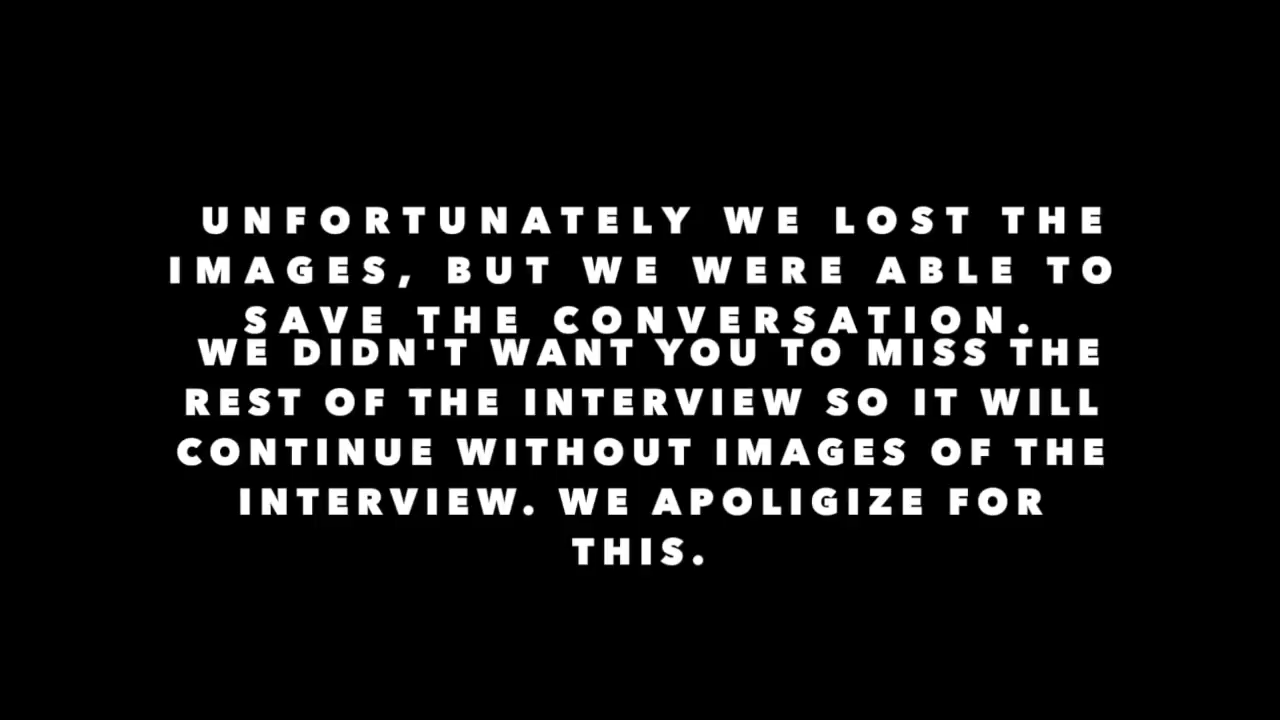 UNFORTUNATELY WE LOST THE
IMAGES, BUT WE WERE ABLE TO
SAVE THE CONVERSATION.
WE DIDN'T WANT YOU TO MISS THE
REST OF THE INTERVIEW SO IT WILL
CONTINUE WITHOUT IMAGES OF THE
INTERVIEW. WE APOLIGIZE FOR
THIS.